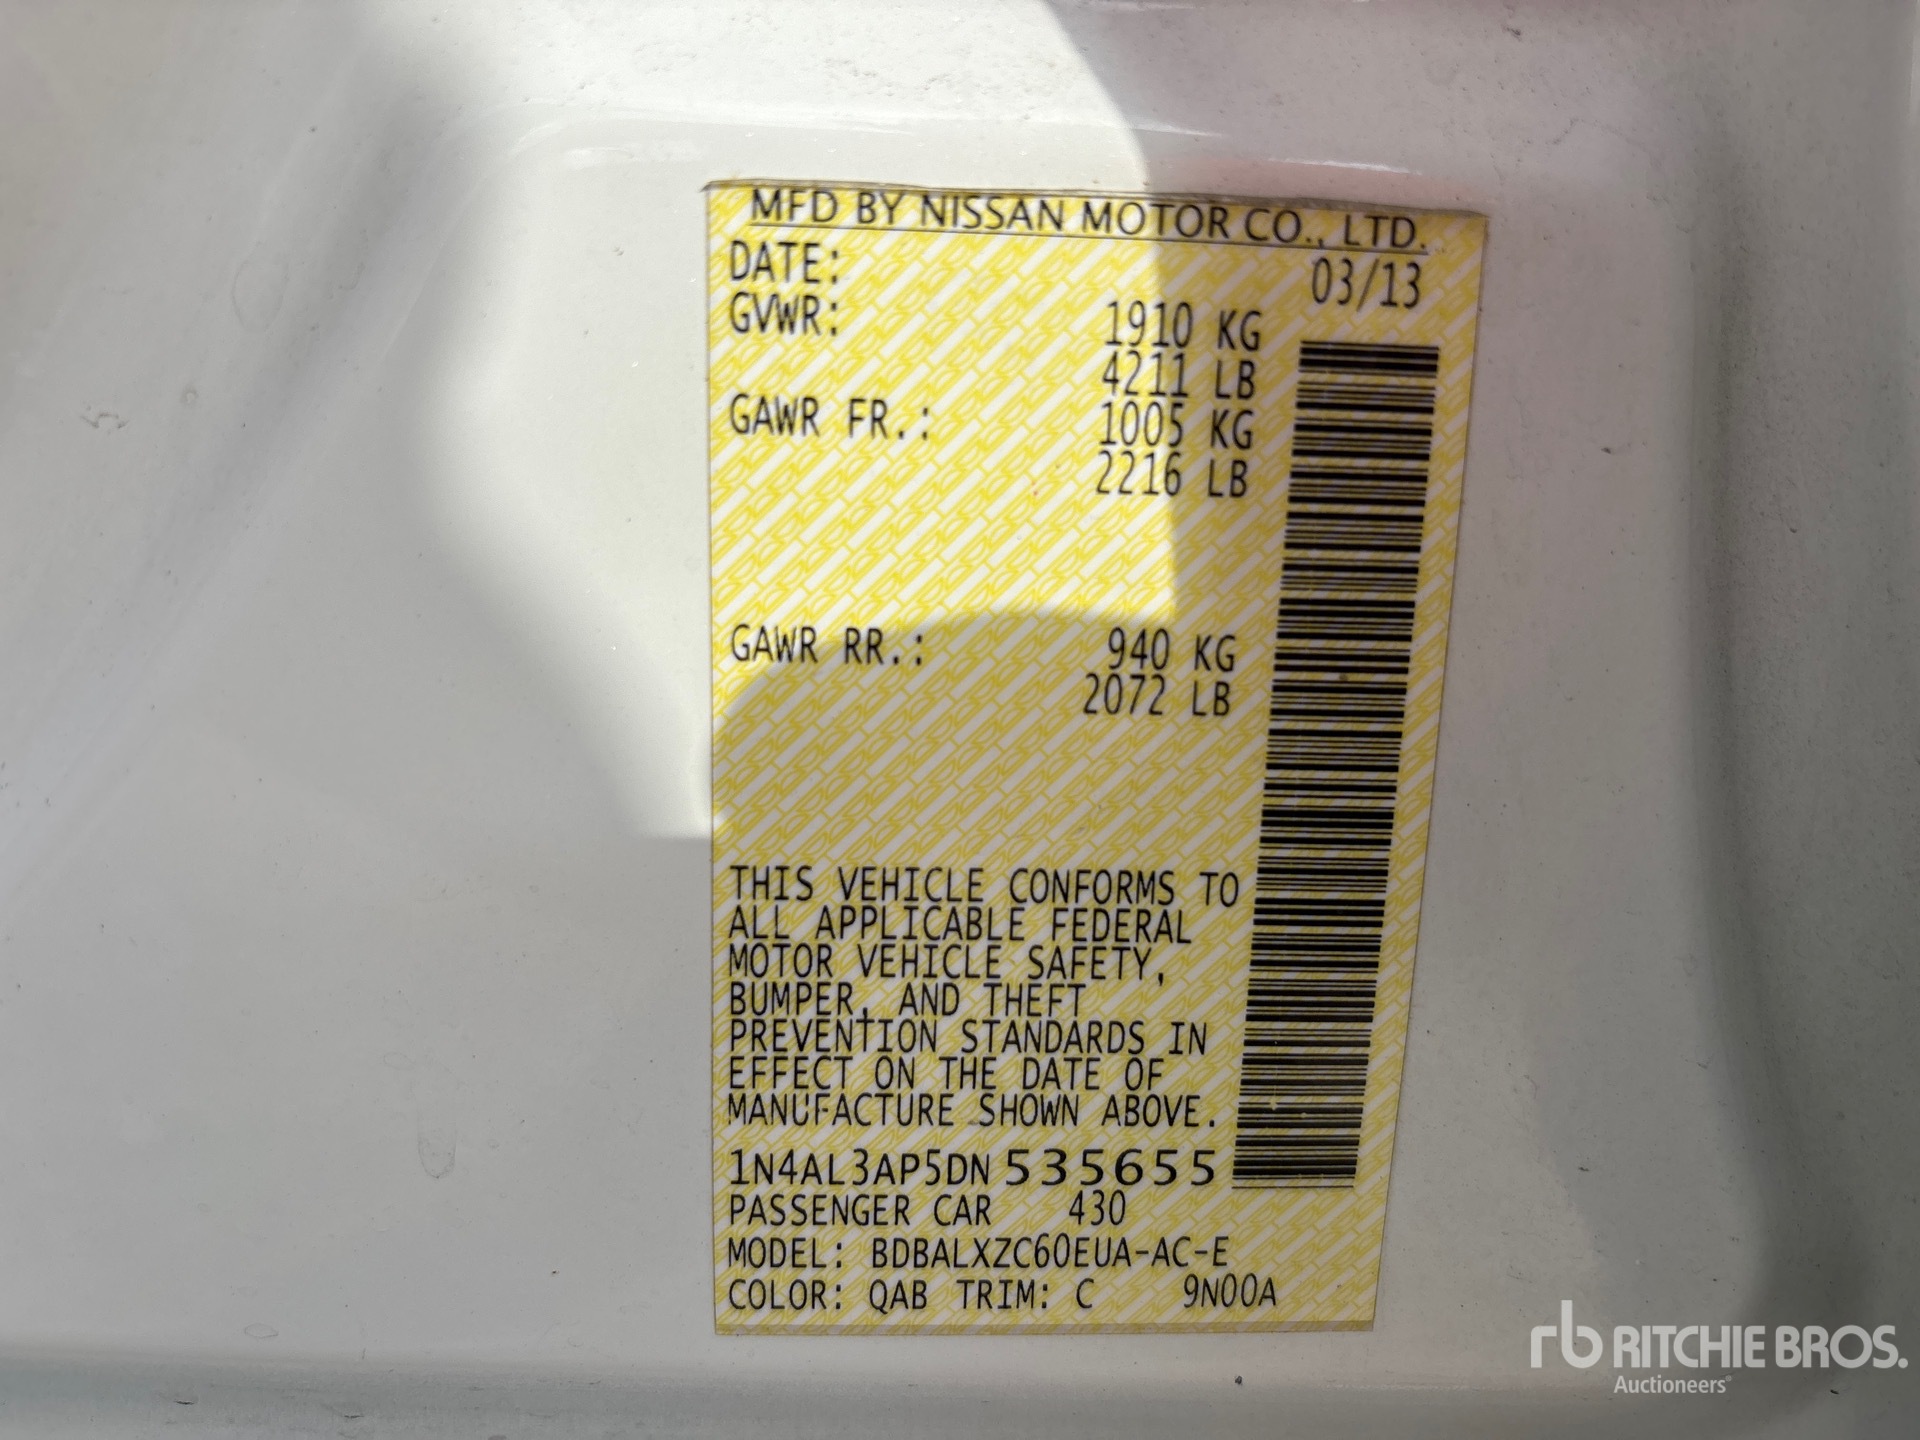 MFD BY NISSAN MOTOR CO., LTD.
DATE: 03/13
GVWR: 1910 KG
4211 LB
GAWR FR.: 1005 KG
2216 LB
GAWR RR.: 940 KG
2072 LB
THIS VEHICLE CONFORMS TO
ALL APPLICABLE FEDERAL
MOTOR VEHICLE SAFETY,
BUMPER, AND THEFT
PREVENTION STANDARDS IN
EFFECT ON THE DATE OF
MANUFACTURE SHOWN ABOVE.
1N4AL3AP5DN535655
PASSENGER CAR 430
MODEL: BDBALXZC60EUA-AC-E
COLOR: QAB TRIM: C 9N00A
rb RITCHIE BROS.
Auctioneers